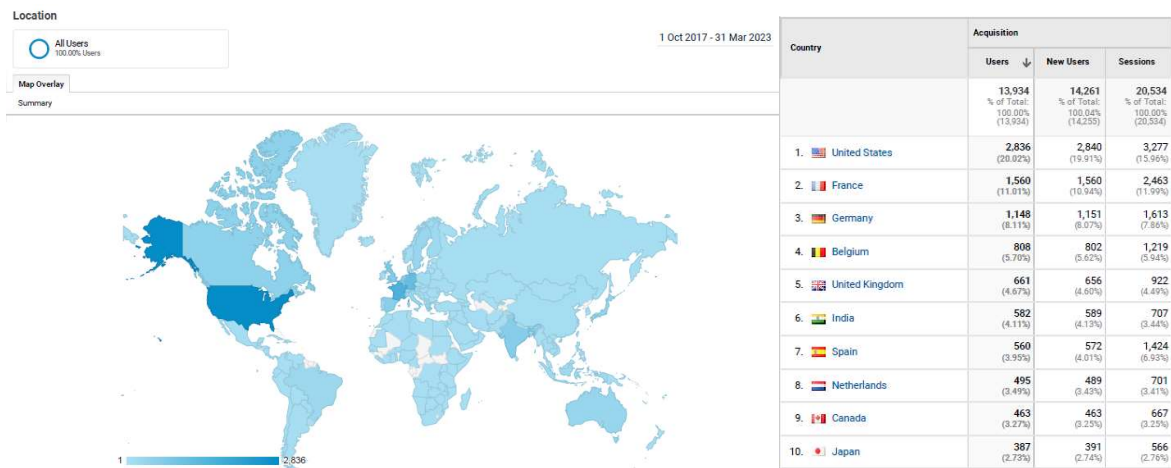 Location
All Users
100.00% Users
1 Oct 2017 - 31 Mar 2023
Map Overlay
Summary
1 2,836
Country Acquisition
Users New Users Sessions
13,934 14,261 20,534
% of Total: % of Total: % of Total:
100.00% 100.04% 100.00%
(13,934) (14,255) (20,534)
1. United States 2,836 2,840 3,277
(20.02%) (19.91%) (15.96%)
2. France 1,560 1,560 2,463
(11.01%) (10.94%) (11.99%)
3. Germany 1,148 1,151 1,613
(8.11%) (8.07%) (7.86%)
4. Belgium 808 802 1,219
(5.70%) (5.62%) (5.94%)
5. United Kingdom 661 656 922
(4.67%) (4.60%) (4.49%)
6. India 582 589 707
(4.11%) (4.13%) (3.44%)
7. Spain 560 572 1,424
(3.95%) (4.01%) (6.93%)
8. Netherlands 495 489 701
(3.49%) (3.43%) (3.41%)
9. Canada 463 463 667
(3.27%) (3.25%) (3.25%)
10. Japan 387 391 566
(2.73%) (2.74%) (2.76%)